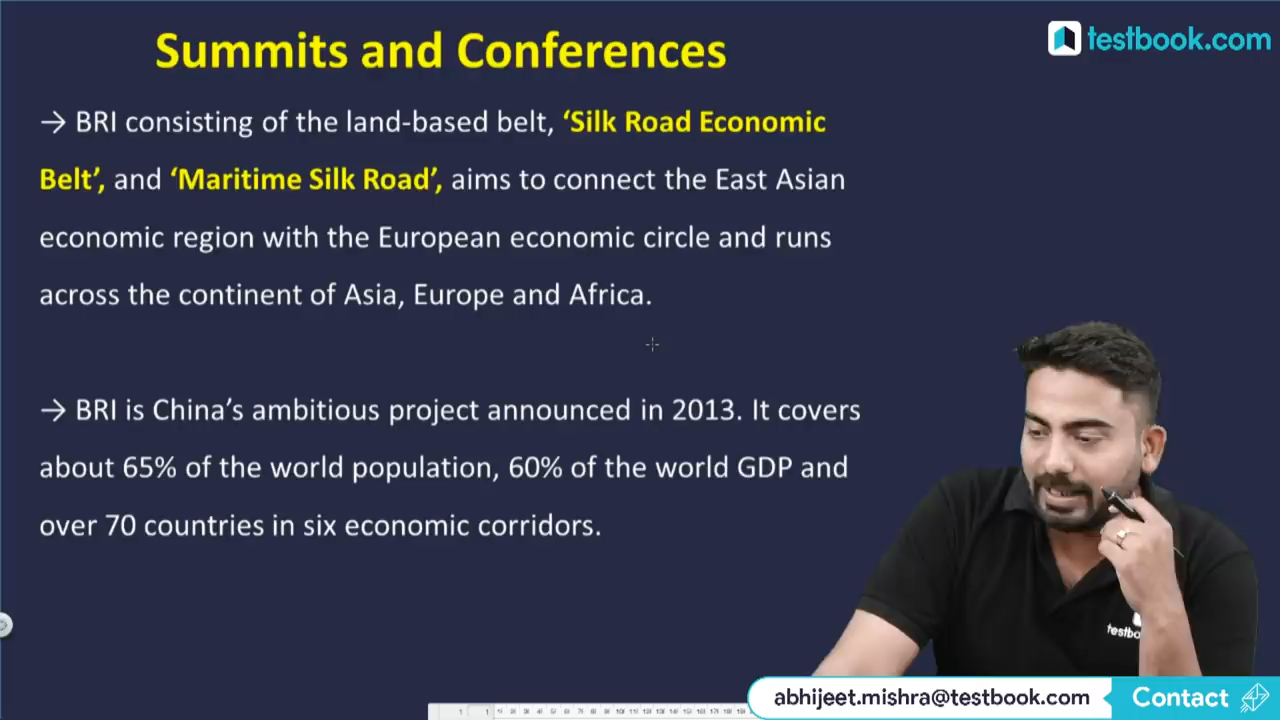 Summits and Conferences
testbook.com
→ BRI consisting of the land-based belt, ‘Silk Road Economic
Belt’, and ‘Maritime Silk Road’, aims to connect the East Asian
economic region with the European economic circle and runs
across the continent of Asia, Europe and Africa.
→ BRI is China’s ambitious project announced in 2013. It covers
about 65% of the world population, 60% of the world GDP and
over 70 countries in six economic corridors.
testbo
abhijeet.mishra@testbook.com
Contact